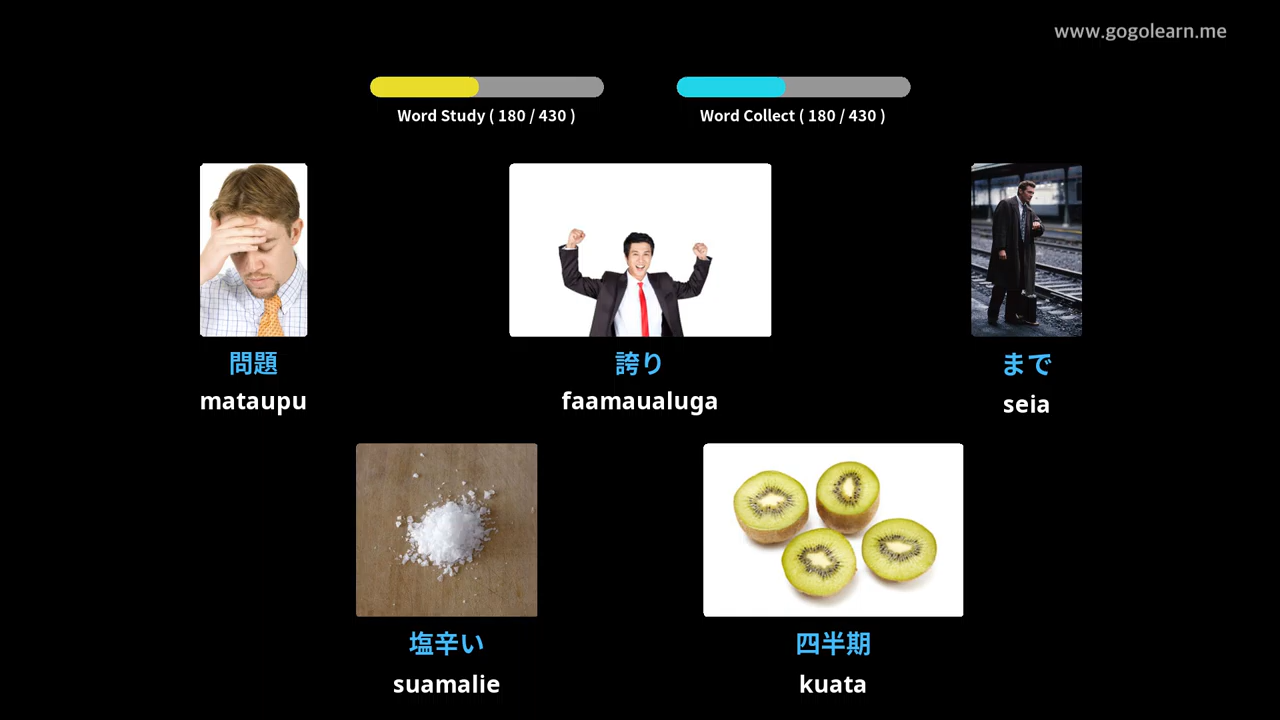 www.gogolearn.me
Word Study ( 180 / 430 )
Word Collect ( 180 / 430 )
問題
mataupu
誇り
faamaualuga
まで
seia
塩辛い
suamalie
四半期
kuata